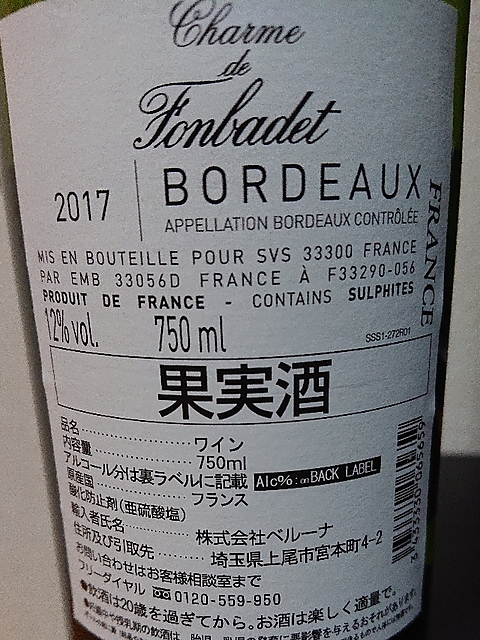 Charme
de
Fonbadet
2017
BORDEAUX
APPELLATION BORDEAUX CONTRÔLÉE
FRANCE
MIS EN BOUTEILLE POUR SVS 33300 FRANCE
PAR EMB 33056D FRANCE À F33290-056
PRODUIT DE FRANCE - CONTAINS SULPHITES
12% vol. 750 ml
SSS1-272R01
果実酒
品名……………………ワイン
内容量……………………750ml
アルコール分は裏ラベルに記載 Alc%:on BACK LABEL
原産国……………………フランス
酸化防止剤(亜硫酸塩)
輸入者氏名……………株式会社ベルーナ
住所及び引取先………埼玉県上尾市宮本町4-2
お問い合わせはお客様相談室まで
フリーダイヤル 0120-559-950
●飲酒は20歳を過ぎてから。お酒は楽しく適量で。